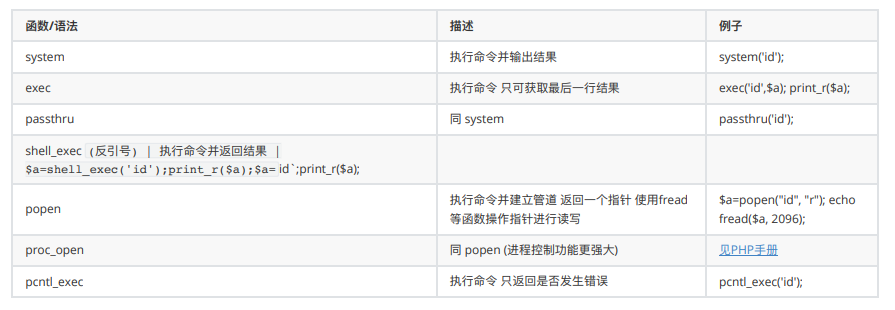 函数/语法 描述 例子
system 执行命令并输出结果 system('id');
exec 执行命令 只可获取最后一行结果 exec('id',$a); print_r($a);
passthru 同 system passthru('id');
shell_exec (反引号) | 执行命令并返回结果 |
$a=shell_exec('id');print_r($a);$a= id`;print_r($a);
popen 执行命令并建立管道 返回一个指针 使用fread $a=popen("id", "r"); echo
等函数操作指针进行读写 fread($a, 2096);
proc_open 同 popen (进程控制功能更强大) 见PHP手册
pcntl_exec 执行命令 只返回是否发生错误 pcntl_exec('id');